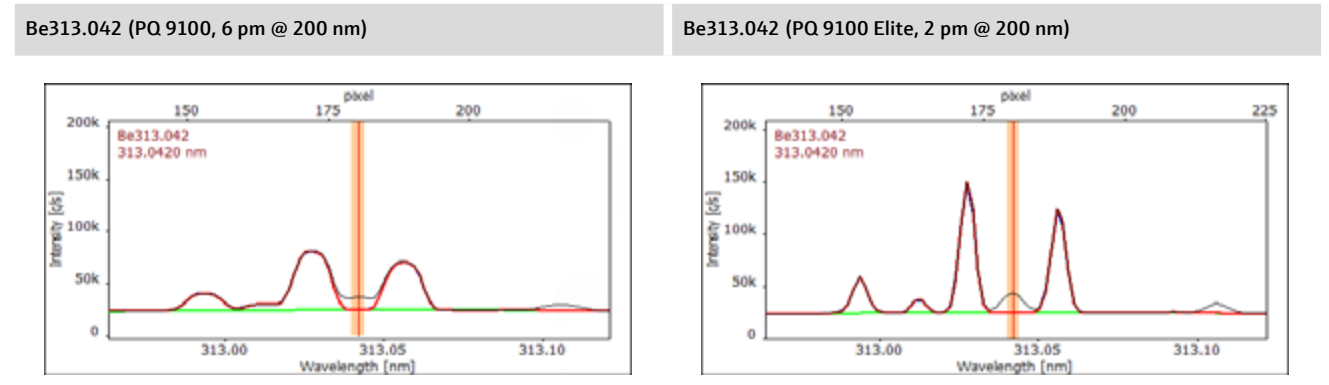 Be313.042 (PQ 9100, 6 pm @ 200 nm)
Be313.042 (PQ 9100 Elite, 2 pm @ 200 nm)
pixel
150 175 200
200k
150k
100k
50k
0
Intensity [c/s]
Be313.042
313.0420 nm
313.00 313.05 313.10
Wavelength [nm]
pixel
150 175 200 225
200k
150k
100k
50k
0
Intensity [c/s]
Be313.042
313.0420 nm
313.00 313.05 313.10
Wavelength [nm]